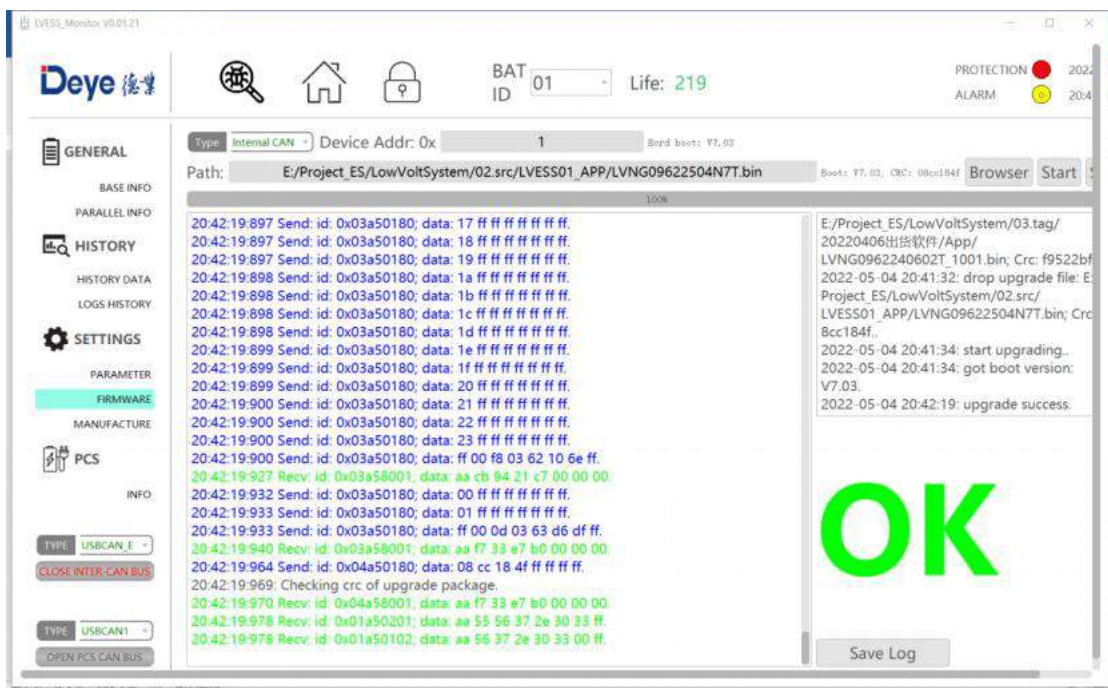 LVESS_Monitor V0.01.21
Deye 德業
BAT ID 01 Life: 219
PROTECTION 2022
ALARM 20:4
GENERAL
BASE INFO
PARALLEL INFO
HISTORY
HISTORY DATA
LOGS HISTORY
SETTINGS
PARAMETER
FIRMWARE
MANUFACTURE
PCS
INFO
TYPE USBCAN_E
CLOSE INTER-CAN BUS
TYPE USBCAN1
OPEN PCS CAN BUS
Type Internal CAN Device Addr: 0x 1 Bord boot: V7.03
Path: E:/Project_ES/LowVoltSystem/02.src/LVESS01_APP/LVNG09622504N7T.bin Boot: V7.03, CRC: 08cc184f Browser Start
100%
20:42:19:897 Send: id: 0x03a50180; data: 17 ff ff ff ff ff ff ff.
20:42:19:897 Send: id: 0x03a50180; data: 18 ff ff ff ff ff ff ff.
20:42:19:897 Send: id: 0x03a50180; data: 19 ff ff ff ff ff ff ff.
20:42:19:898 Send: id: 0x03a50180; data: 1a ff ff ff ff ff ff ff.
20:42:19:898 Send: id: 0x03a50180; data: 1b ff ff ff ff ff ff ff.
20:42:19:898 Send: id: 0x03a50180; data: 1c ff ff ff ff ff ff ff.
20:42:19:898 Send: id: 0x03a50180; data: 1d ff ff ff ff ff ff ff.
20:42:19:899 Send: id: 0x03a50180; data: 1e ff ff ff ff ff ff ff.
20:42:19:899 Send: id: 0x03a50180; data: 1f ff ff ff ff ff ff ff.
20:42:19:899 Send: id: 0x03a50180; data: 20 ff ff ff ff ff ff ff.
20:42:19:900 Send: id: 0x03a50180; data: 21 ff ff ff ff ff ff ff.
20:42:19:900 Send: id: 0x03a50180; data: 22 ff ff ff ff ff ff ff.
20:42:19:900 Send: id: 0x03a50180; data: 23 ff ff ff ff ff ff ff.
20:42:19:900 Send: id: 0x03a50180; data: ff 00 f8 03 62 10 6e ff.
20:42:19:927 Recv: id: 0x03a58001; data: aa cb 94 21 c7 00 00 00.
20:42:19:932 Send: id: 0x03a50180; data: 00 ff ff ff ff ff ff ff.
20:42:19:933 Send: id: 0x03a50180; data: 01 ff ff ff ff ff ff ff.
20:42:19:933 Send: id: 0x03a50180; data: ff 00 0d 03 63 d6 df ff.
20:42:19:940 Recv: id: 0x03a58001; data: aa f7 33 e7 b0 00 00 00.
20:42:19:964 Send: id: 0x04a50180; data: 08 cc 18 4f ff ff ff ff.
20:42:19:969: Checking crc of upgrade package.
20:42:19:970 Recv: id: 0x04a58001; data: aa f7 33 e7 b0 00 00 00.
20:42:19:978 Recv: id: 0x01a50201; data: aa 55 56 37 2e 30 33 ff.
20:42:19:978 Recv: id: 0x01a50102; data: aa 56 37 2e 30 33 00 ff.
E:/Project_ES/LowVoltSystem/03.tag/
20220406出货软件/App/
LVNG0962240602T_1001.bin; Crc: f9522bf
2022-05-04 20:41:32: drop upgrade file: E:
Project_ES/LowVoltSystem/02.src/
LVESS01_APP/LVNG09622504N7T.bin; Crc
8cc184f..
2022-05-04 20:41:34: start upgrading..
2022-05-04 20:41:34: got boot version:
V7.03.
2022-05-04 20:42:19: upgrade success.
OK
Save Log